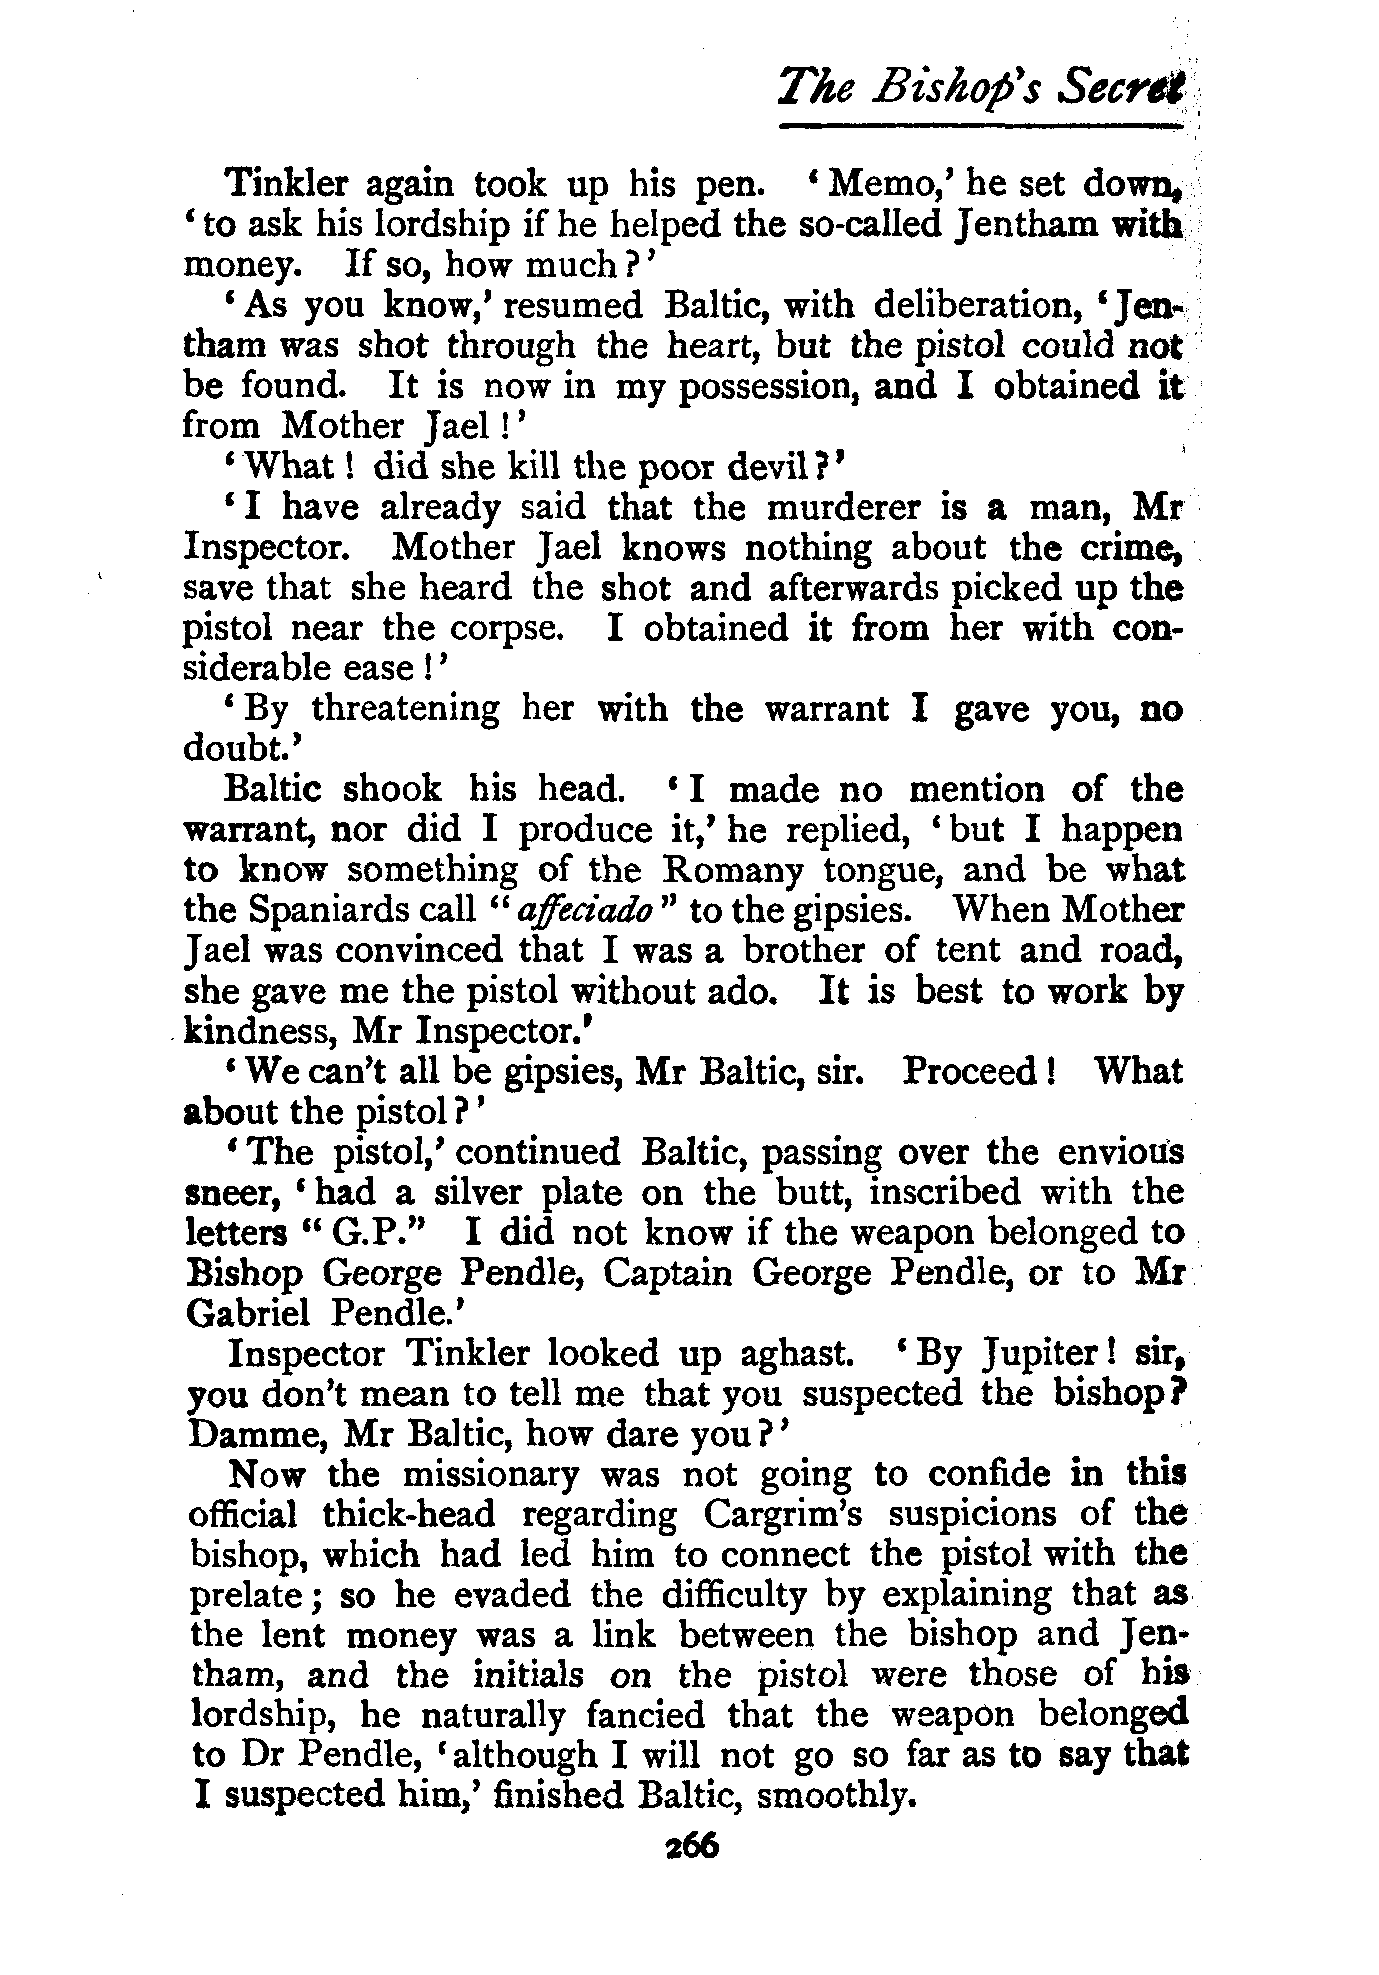 The Bishop's Secret
Tinkler again took up his pen. ‘Memo,’ he set down,
‘to ask his lordship if he helped the so-called Jentham with
money. If so, how much?’
‘As you know,’ resumed Baltic, with deliberation, ‘Jen-
tham was shot through the heart, but the pistol could not
be found. It is now in my possession, and I obtained it
from Mother Jael!’
‘What! did she kill the poor devil?’
‘I have already said that the murderer is a man, Mr
Inspector. Mother Jael knows nothing about the crime,
save that she heard the shot and afterwards picked up the
pistol near the corpse. I obtained it from her with con-
siderable ease!’
‘By threatening her with the warrant I gave you, no
doubt.’
Baltic shook his head. ‘I made no mention of the
warrant, nor did I produce it,’ he replied, ‘but I happen
to know something of the Romany tongue, and be what
the Spaniards call “affeciado” to the gipsies. When Mother
Jael was convinced that I was a brother of tent and road,
she gave me the pistol without ado. It is best to work by
kindness, Mr Inspector.’
‘We can't all be gipsies, Mr Baltic, sir. Proceed! What
about the pistol?’
‘The pistol,’ continued Baltic, passing over the envious
sneer, ‘had a silver plate on the butt, inscribed with the
letters “G.P.” I did not know if the weapon belonged to
Bishop George Pendle, Captain George Pendle, or to Mr
Gabriel Pendle.’
Inspector Tinkler looked up aghast. ‘By Jupiter! sir,
you don't mean to tell me that you suspected the bishop?
Damme, Mr Baltic, how dare you?’
Now the missionary was not going to confide in this
official thick-head regarding Cargrim's suspicions of the
bishop, which had led him to connect the pistol with the
prelate; so he evaded the difficulty by explaining that as
the lent money was a link between the bishop and Jen-
tham, and the initials on the pistol were those of his
lordship, he naturally fancied that the weapon belonged
to Dr Pendle, ‘although I will not go so far as to say that
I suspected him,’ finished Baltic, smoothly.
266